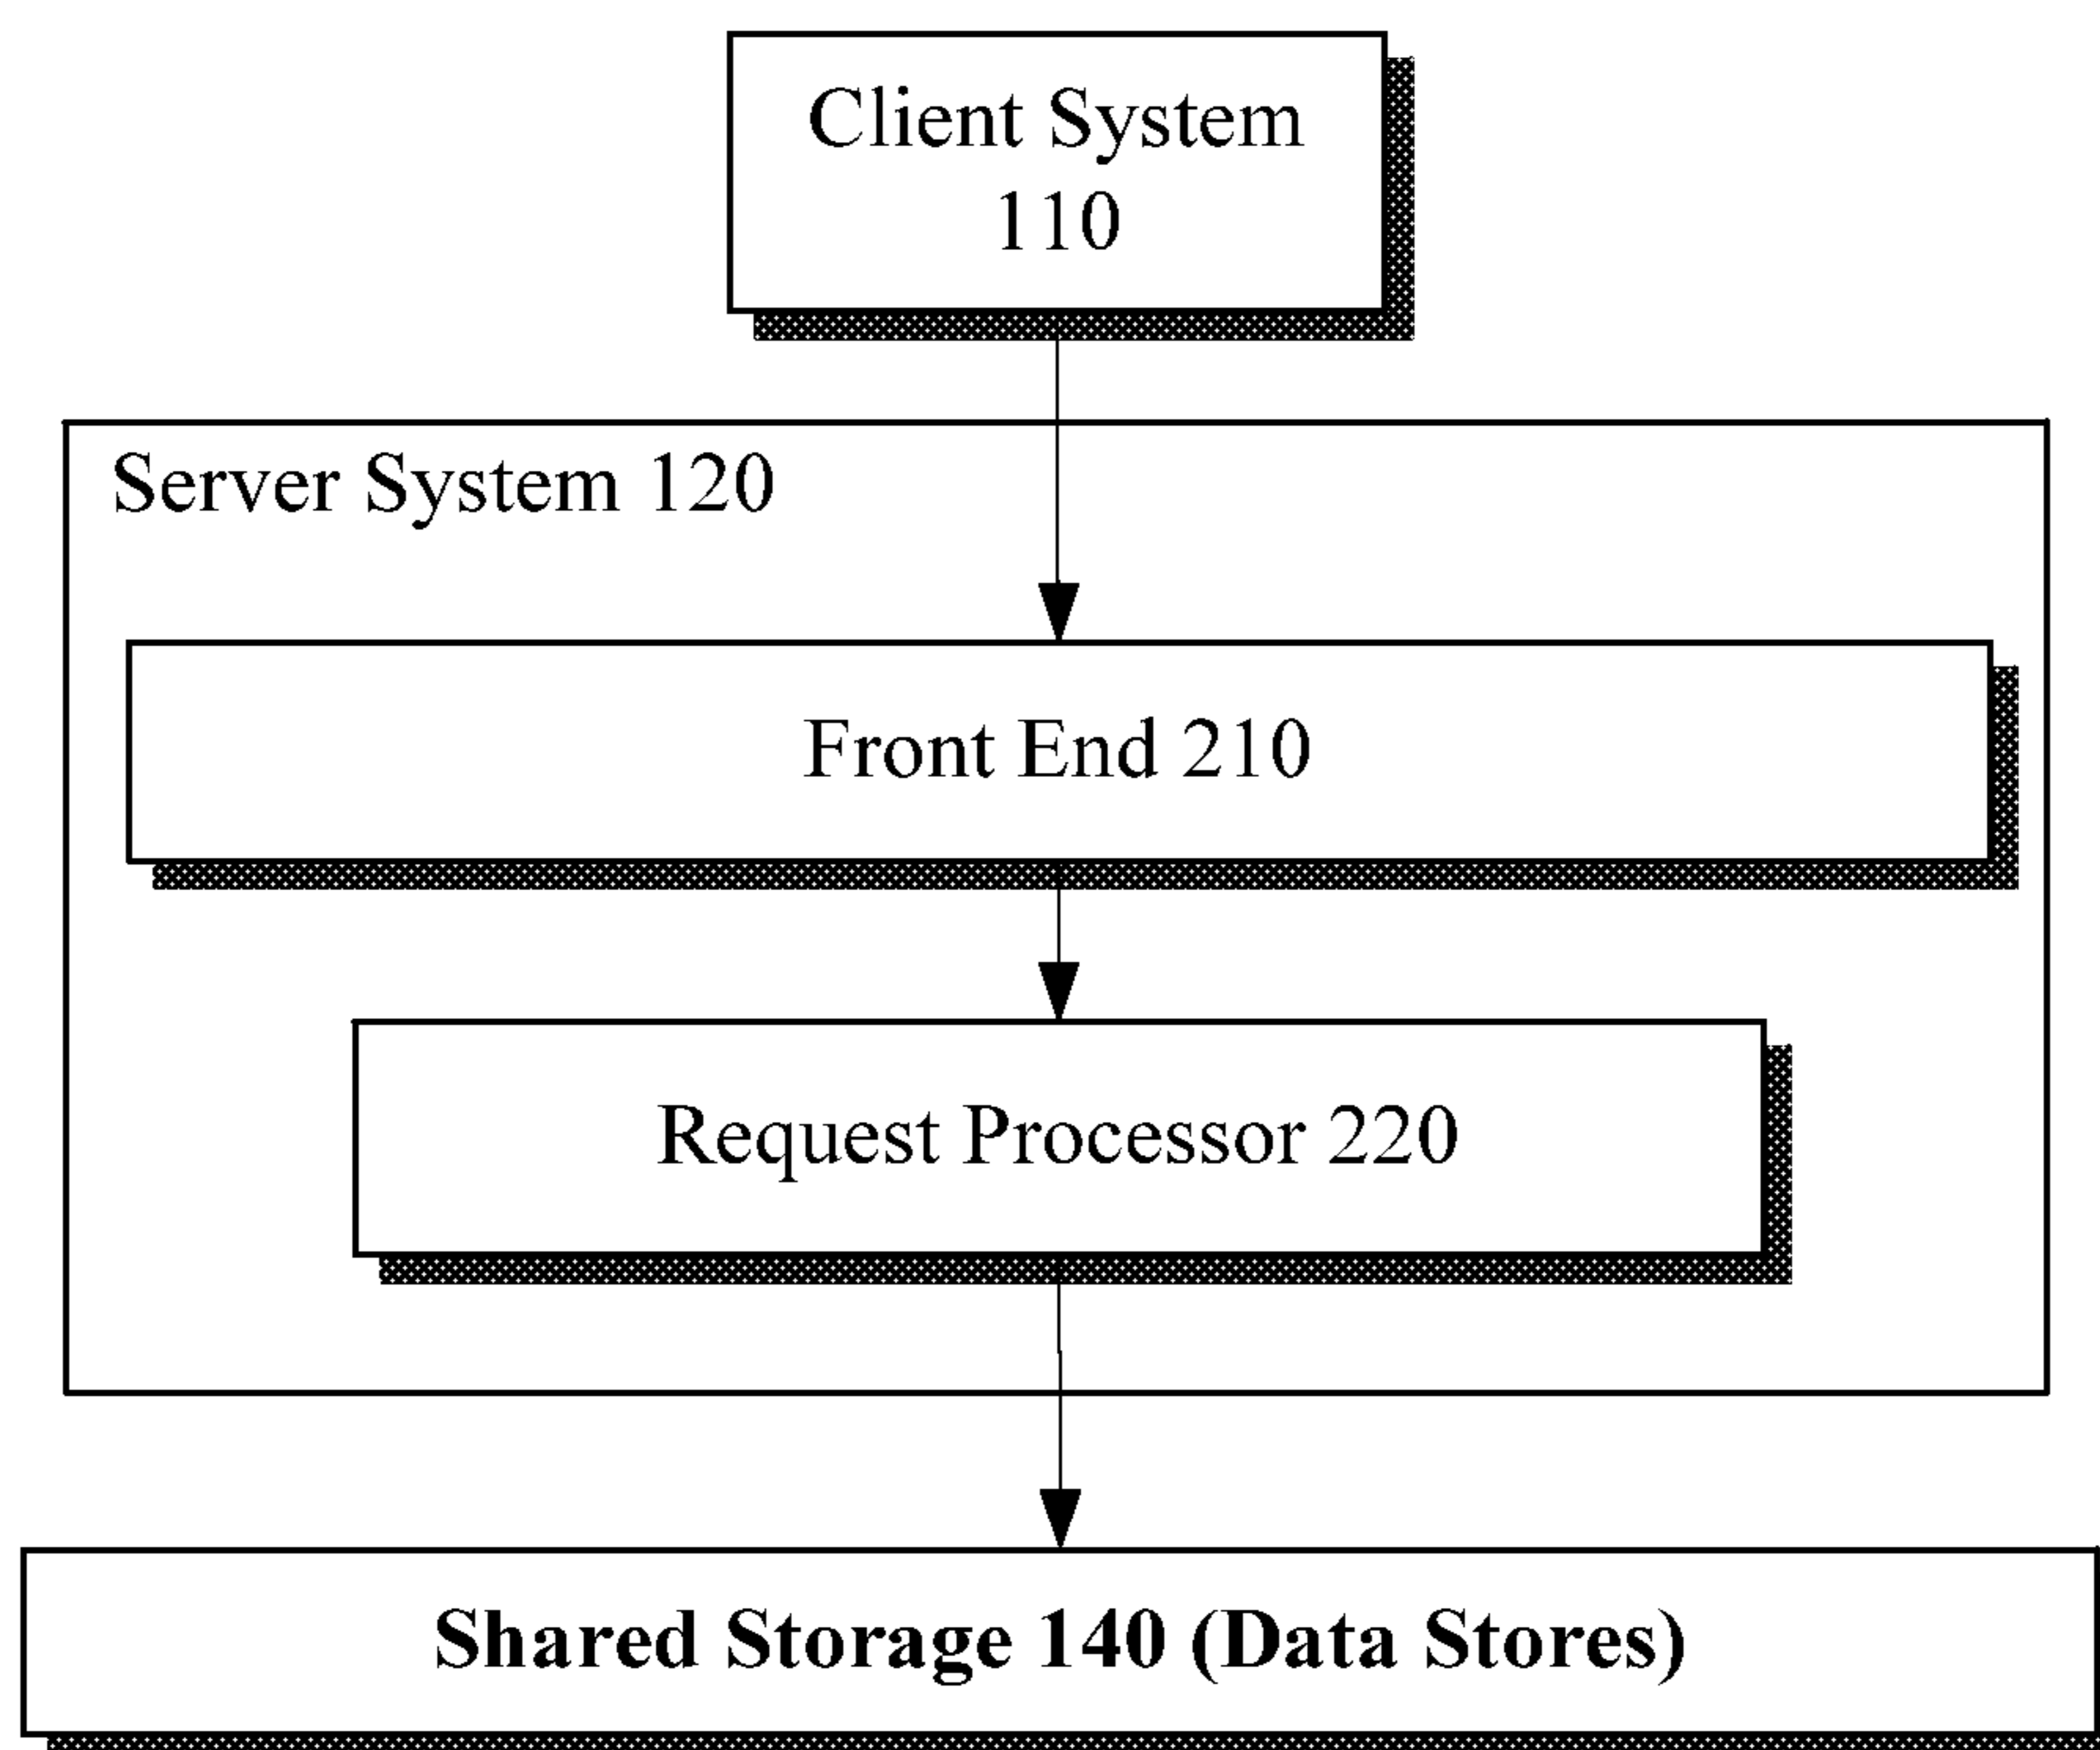 Client System
110
Server System 120
Front End 210
Request Processor 220
Shared Storage 140 (Data Stores)